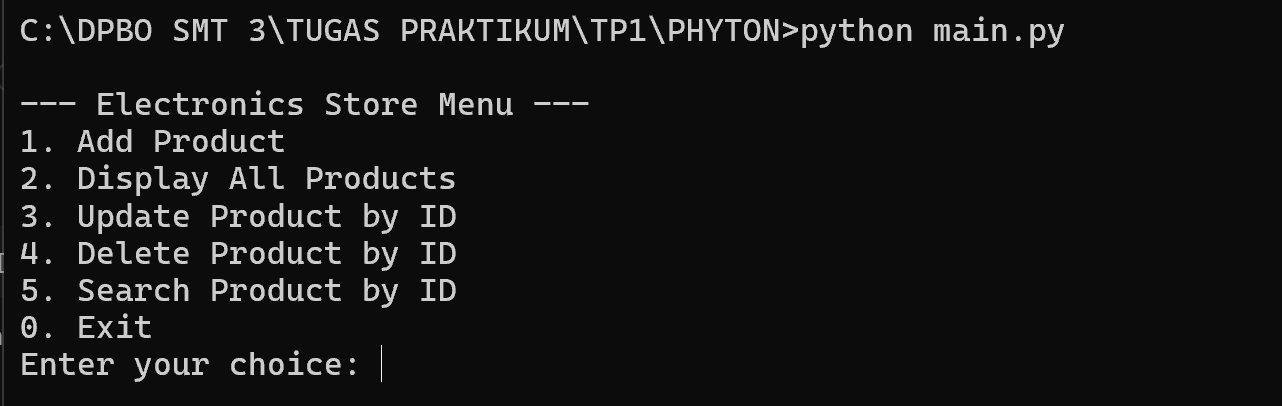 C:\DPBO SMT 3\TUGAS PRAKTIKUM\TP1\PHYTON>python main.py
--- Electronics Store Menu ---
1. Add Product
2. Display All Products
3. Update Product by ID
4. Delete Product by ID
5. Search Product by ID
0. Exit
Enter your choice: